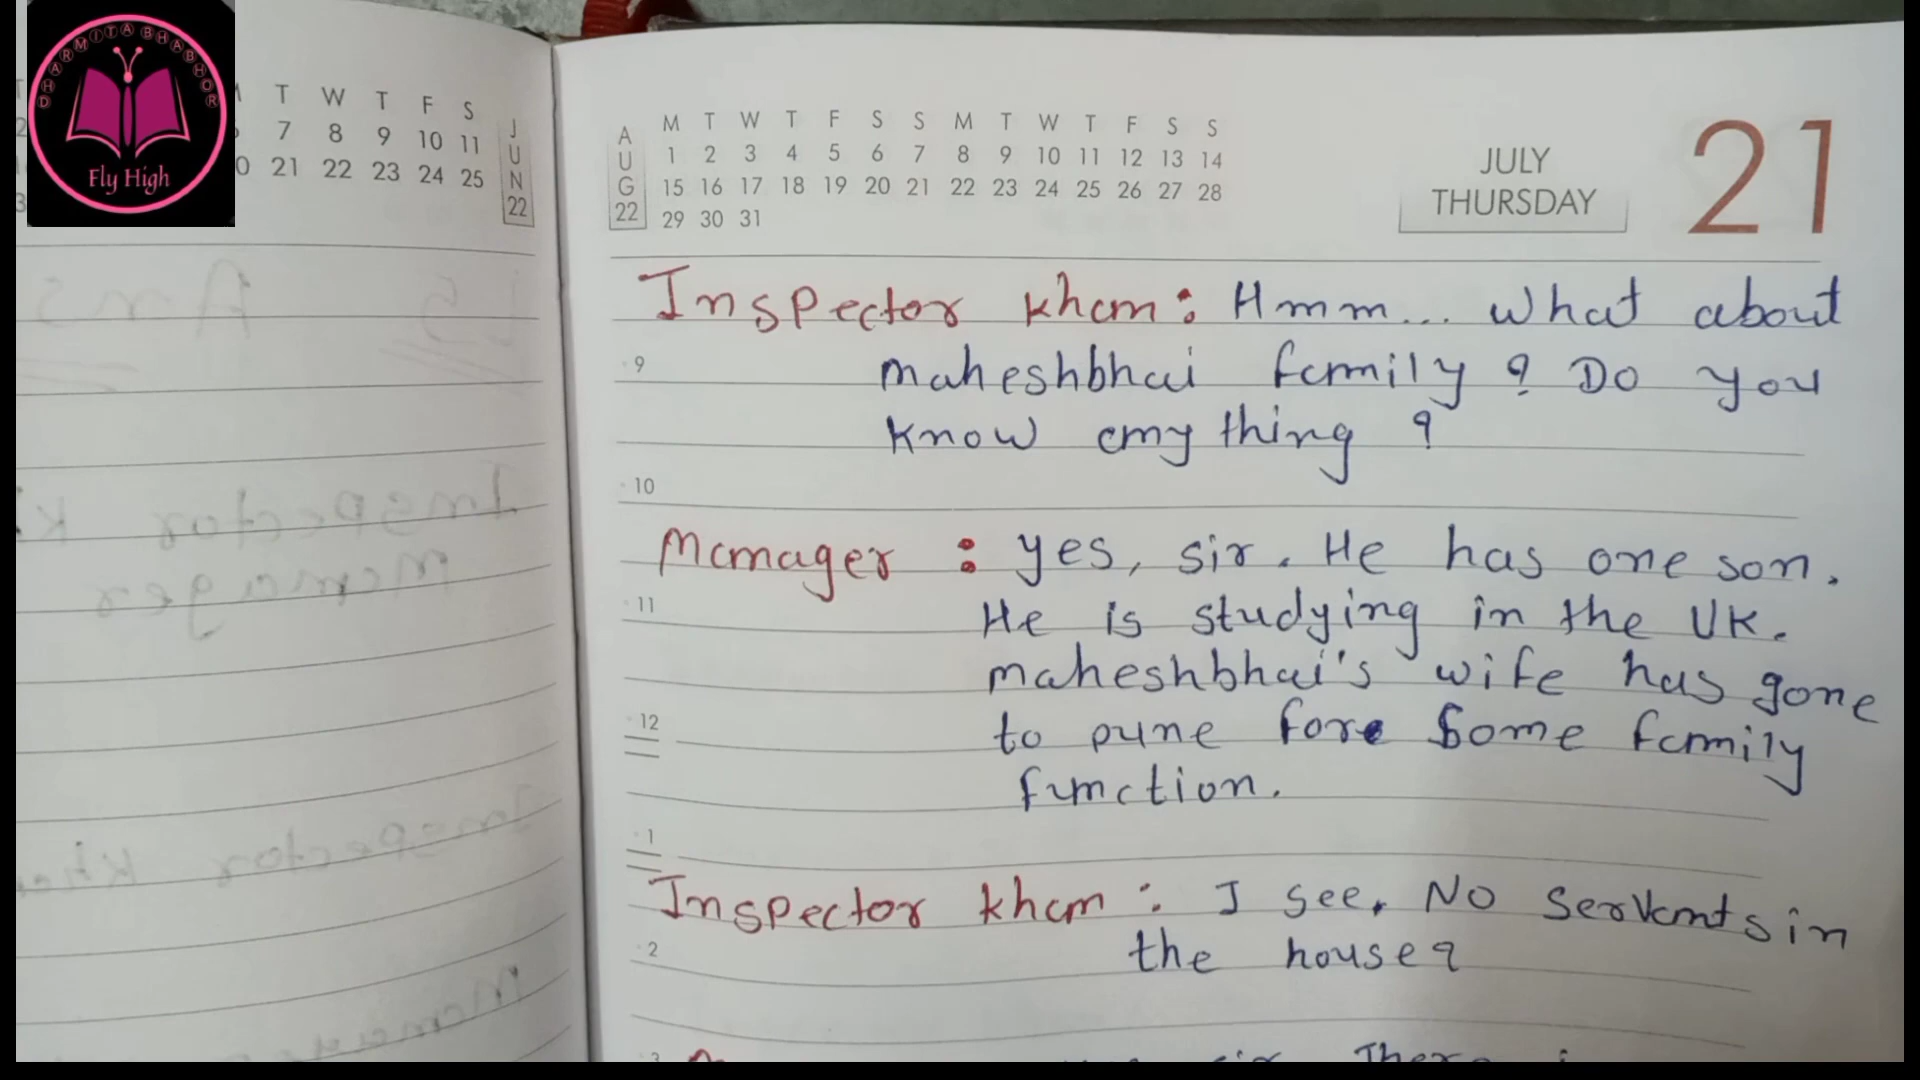 DHARMITA BHABHOR
Fly High
T W T F S
7 8 9 10 11
21 22 23 24 25
JUN 22
AUG 22
M T W T F S S M T W T F S S
1 2 3 4 5 6 7 8 9 10 11 12 13 14
15 16 17 18 19 20 21 22 23 24 25 26 27 28
29 30 31
JULY
THURSDAY
21
Inspector khan: Hmm... What about
9
maheshbhai family? Do you
know any thing?
10
Manager : yes, sir. He has one son.
11
He is studying in the UK.
maheshbhai's wife has gone
12
to pune fore some family
function.
1
Inspector khan: I see. No servants in
2
the house?
3
sir There